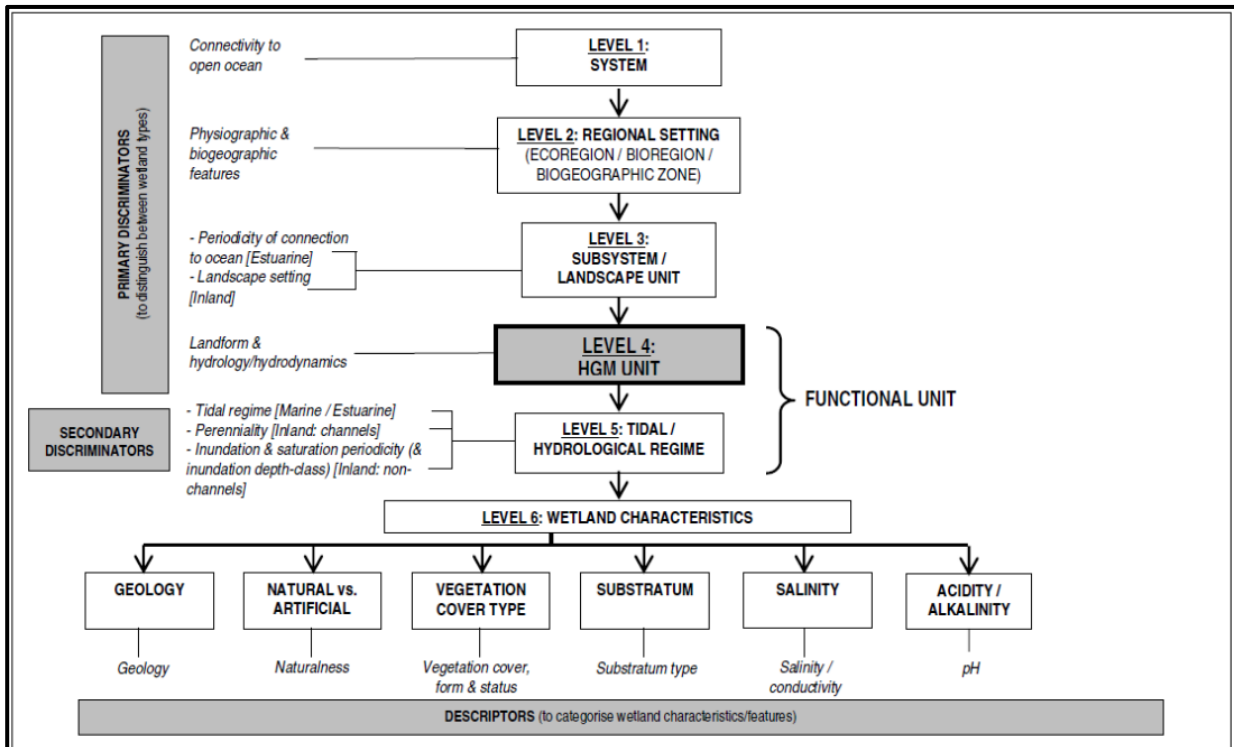 PRIMARY DISCRIMINATORS
(to distinguish between wetland types)
Connectivity to
open ocean
LEVEL 1:
SYSTEM
Physiographic &
biogeographic
features
LEVEL 2: REGIONAL SETTING
(ECOREGION / BIOREGION /
BIOGEOGRAPHIC ZONE)
- Periodicity of connection
to ocean [Estuarine]
- Landscape setting
[Inland]
LEVEL 3:
SUBSYSTEM /
LANDSCAPE UNIT
Landform &
hydrology/hydrodynamics
LEVEL 4:
HGM UNIT
FUNCTIONAL UNIT
SECONDARY
DISCRIMINATORS
- Tidal regime [Marine / Estuarine]
- Perenniality [Inland: channels]
- Inundation & saturation periodicity (&
inundation depth-class) [Inland: non-
channels]
LEVEL 5: TIDAL /
HYDROLOGICAL REGIME
LEVEL 6: WETLAND CHARACTERISTICS
GEOLOGY
NATURAL vs.
ARTIFICIAL
VEGETATION
COVER TYPE
SUBSTRATUM
SALINITY
ACIDITY /
ALKALINITY
Geology
Naturalness
Vegetation cover,
form & status
Substratum type
Salinity /
conductivity
pH
DESCRIPTORS (to categorise wetland characteristics/features)